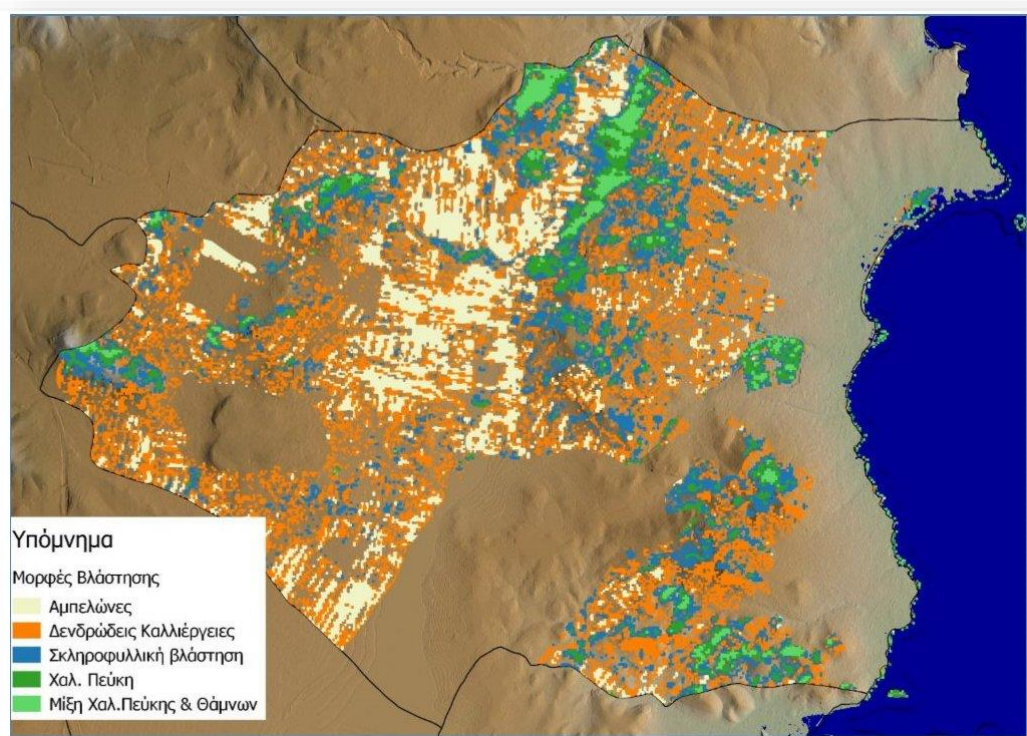 Υπόμνημα
Μορφές Βλάστησης
Αμπελώνες
Δενδρώδεις Καλλιέργειες
Σκληροφυλλική βλάστηση
Χαλ. Πεύκη
Μίξη Χαλ.Πεύκης & Θάμνων